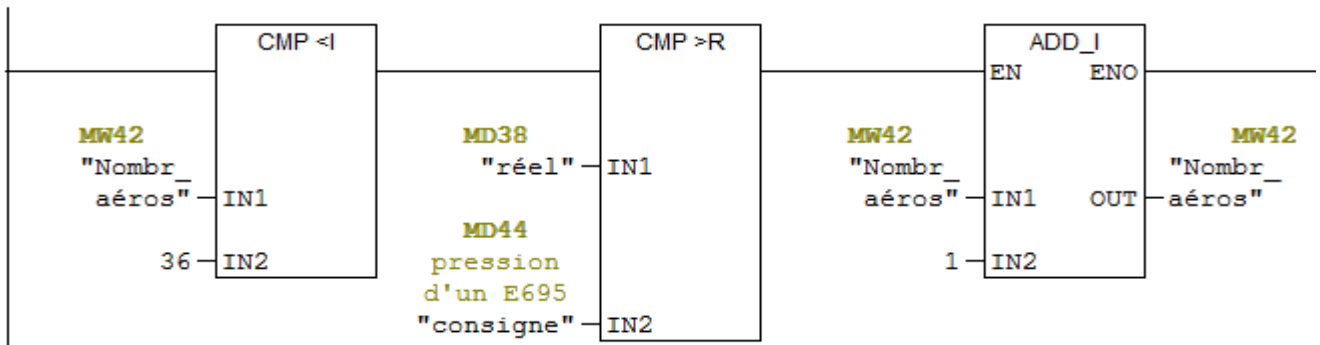 CMP <I
MW42
"Nombr_
aéros"
IN1
36
IN2
CMP >R
MD38
"réel"
IN1
MD44
pression
d'un E695
"consigne"
IN2
ADD_I
EN
ENO
MW42
"Nombr_
aéros"
IN1
1
IN2
OUT
MW42
"Nombr_
aéros"